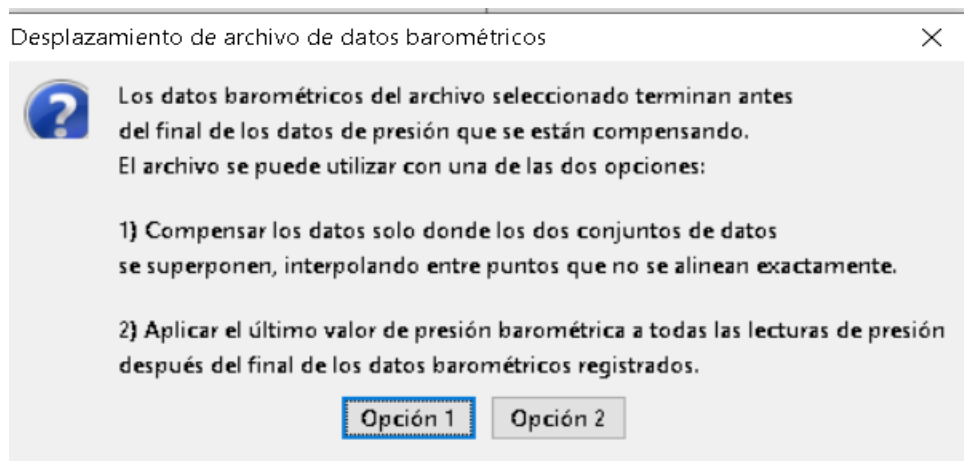 Desplazamiento de archivo de datos barométricos
Los datos barométricos del archivo seleccionado terminan antes
del final de los datos de presión que se están compensando.
El archivo se puede utilizar con una de las dos opciones:
1) Compensar los datos solo donde los dos conjuntos de datos
se superponen, interpolando entre puntos que no se alinean exactamente.
2) Aplicar el último valor de presión barométrica a todas las lecturas de presión
después del final de los datos barométricos registrados.
Opción 1
Opción 2